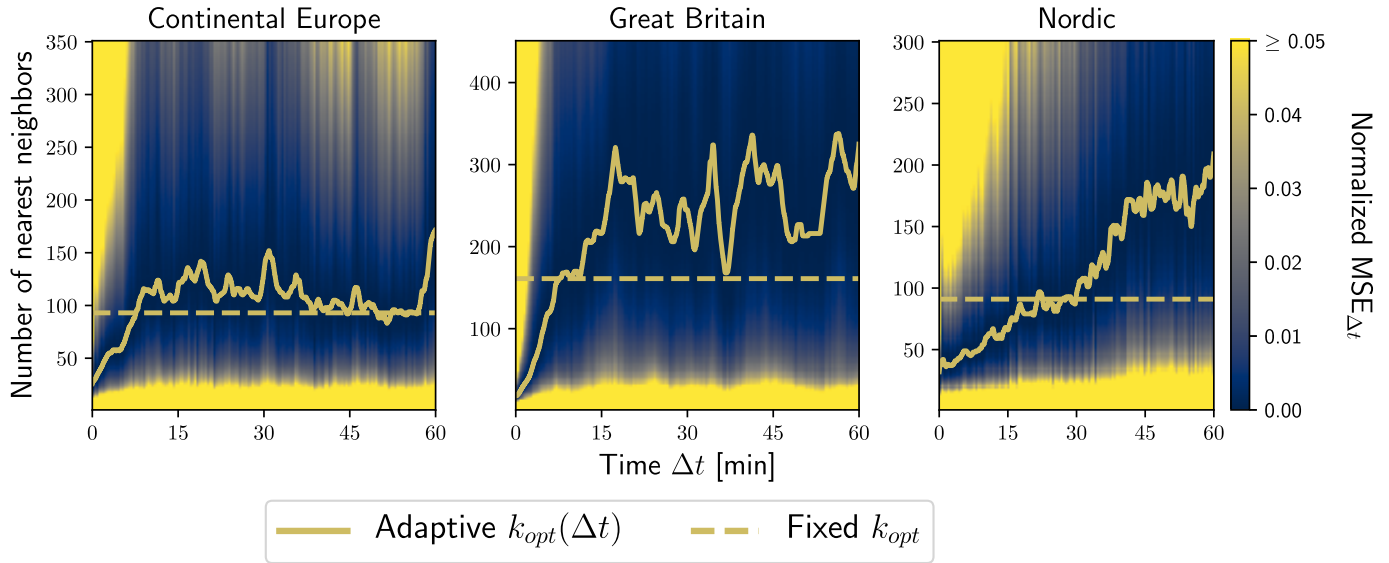 Continental Europe
Great Britain
Nordic
Number of nearest neighbors
350
300
250
200
150
100
50
0 15 30 45 60
400
300
200
100
0 15 30 45 60
300
250
200
150
100
50
0 15 30 45 60
Time Δt [min]
≥ 0.05
0.04
0.03
0.02
0.01
0.00
Normalized MSE_Δt
Adaptive k_opt(Δt)
Fixed k_opt